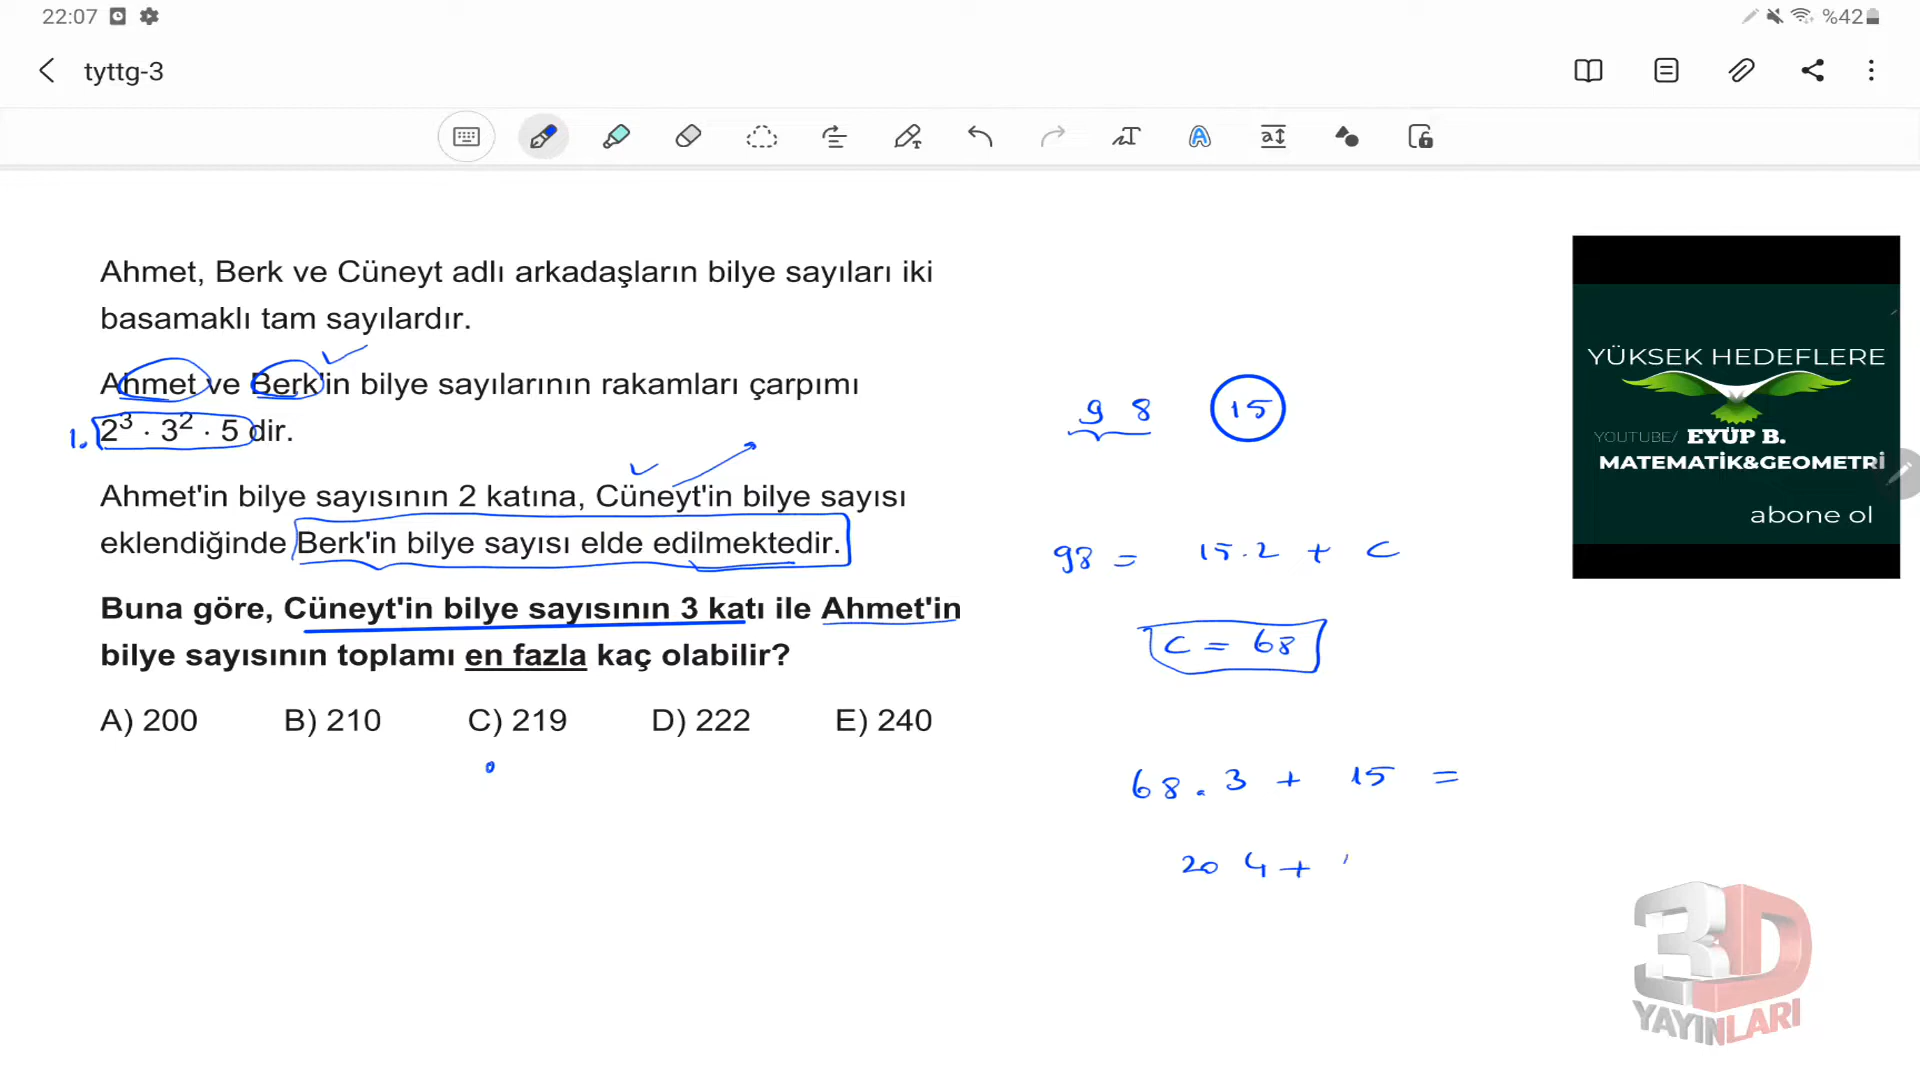 22:07
%42
tyttg-3
Ahmet, Berk ve Cüneyt adlı arkadaşların bilye sayıları iki
basamaklı tam sayılardır.
Ahmet ve Berk'in bilye sayılarının rakamları çarpımı
1. 2³ · 3² · 5 dir.
Ahmet'in bilye sayısının 2 katına, Cüneyt'in bilye sayısı
eklendiğinde Berk'in bilye sayısı elde edilmektedir.
Buna göre, Cüneyt'in bilye sayısının 3 katı ile Ahmet'in
bilye sayısının toplamı en fazla kaç olabilir?
A) 200 B) 210 C) 219 D) 222 E) 240
98 15
98 = 15.2 + C
C = 68
68.3 + 15 =
204 +
YÜKSEK HEDEFLERE
YOUTUBE/ EYÜP B.
MATEMATİK&GEOMETRİ
abone ol
3D
YAYINLARI